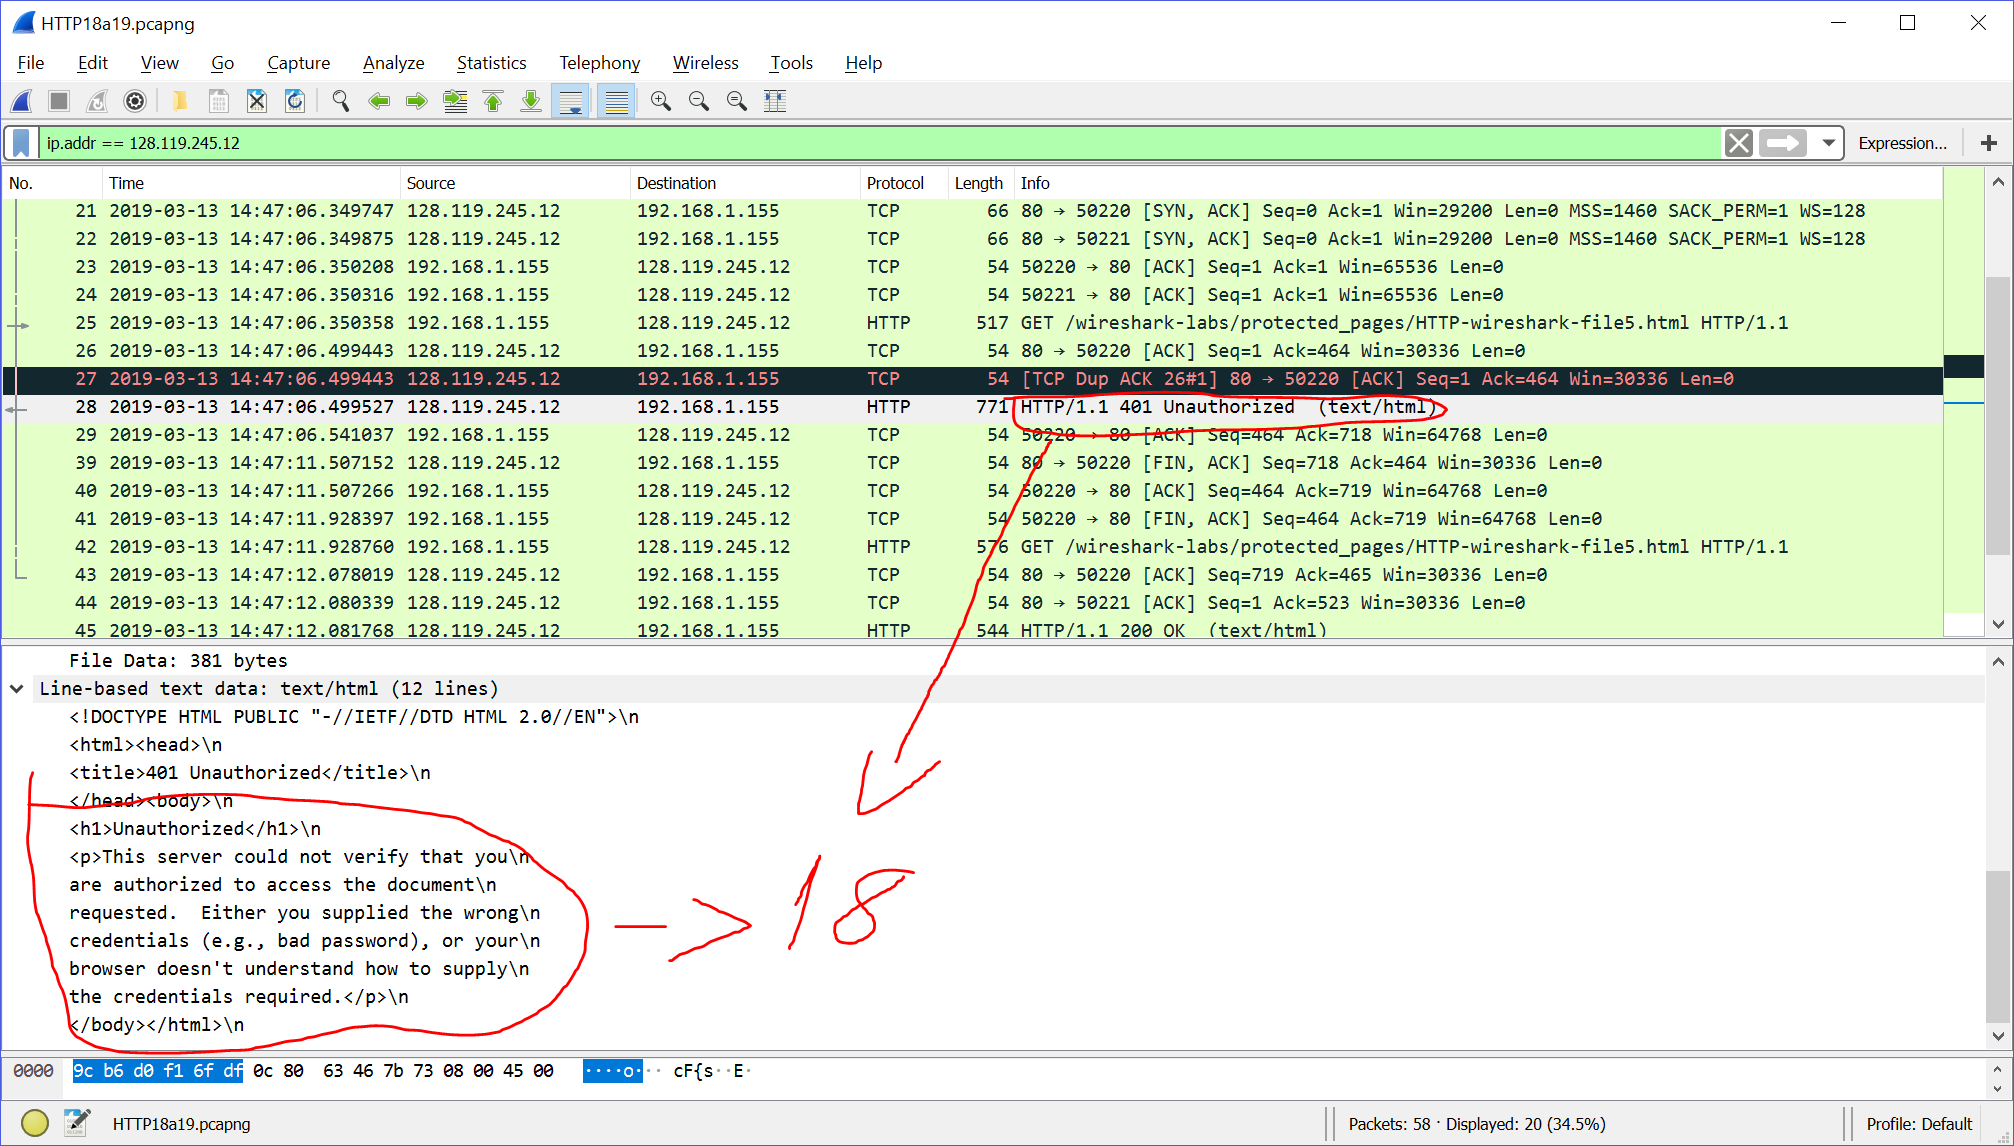 HTTP18a19.pcapng
File Edit View Go Capture Analyze Statistics Telephony Wireless Tools Help
ip.addr == 128.119.245.12 Expression... +
No. Time Source Destination Protocol Length Info
21 2019-03-13 14:47:06.349747 128.119.245.12 192.168.1.155 TCP 66 80 → 50220 [SYN, ACK] Seq=0 Ack=1 Win=29200 Len=0 MSS=1460 SACK_PERM=1 WS=128
22 2019-03-13 14:47:06.349875 128.119.245.12 192.168.1.155 TCP 66 80 → 50221 [SYN, ACK] Seq=0 Ack=1 Win=29200 Len=0 MSS=1460 SACK_PERM=1 WS=128
23 2019-03-13 14:47:06.350208 192.168.1.155 128.119.245.12 TCP 54 50220 → 80 [ACK] Seq=1 Ack=1 Win=65536 Len=0
24 2019-03-13 14:47:06.350316 192.168.1.155 128.119.245.12 TCP 54 50221 → 80 [ACK] Seq=1 Ack=1 Win=65536 Len=0
25 2019-03-13 14:47:06.350358 192.168.1.155 128.119.245.12 HTTP 517 GET /wireshark-labs/protected_pages/HTTP-wireshark-file5.html HTTP/1.1
26 2019-03-13 14:47:06.499443 128.119.245.12 192.168.1.155 TCP 54 80 → 50220 [ACK] Seq=1 Ack=464 Win=30336 Len=0
27 2019-03-13 14:47:06.499443 128.119.245.12 192.168.1.155 TCP 54 [TCP Dup ACK 26#1] 80 → 50220 [ACK] Seq=1 Ack=464 Win=30336 Len=0
28 2019-03-13 14:47:06.499527 128.119.245.12 192.168.1.155 HTTP 771 HTTP/1.1 401 Unauthorized (text/html)
29 2019-03-13 14:47:06.541037 192.168.1.155 128.119.245.12 TCP 54 50220 → 80 [ACK] Seq=464 Ack=718 Win=64768 Len=0
39 2019-03-13 14:47:11.507152 128.119.245.12 192.168.1.155 TCP 54 80 → 50220 [FIN, ACK] Seq=718 Ack=464 Win=30336 Len=0
40 2019-03-13 14:47:11.507266 192.168.1.155 128.119.245.12 TCP 54 50220 → 80 [ACK] Seq=464 Ack=719 Win=64768 Len=0
41 2019-03-13 14:47:11.928397 192.168.1.155 128.119.245.12 TCP 54 50220 → 80 [FIN, ACK] Seq=464 Ack=719 Win=64768 Len=0
42 2019-03-13 14:47:11.928760 192.168.1.155 128.119.245.12 HTTP 576 GET /wireshark-labs/protected_pages/HTTP-wireshark-file5.html HTTP/1.1
43 2019-03-13 14:47:12.078019 128.119.245.12 192.168.1.155 TCP 54 80 → 50220 [ACK] Seq=719 Ack=465 Win=30336 Len=0
44 2019-03-13 14:47:12.080339 128.119.245.12 192.168.1.155 TCP 54 80 → 50221 [ACK] Seq=1 Ack=523 Win=30336 Len=0
45 2019-03-13 14:47:12.081768 128.119.245.12 192.168.1.155 HTTP 544 HTTP/1.1 200 OK (text/html)
File Data: 381 bytes
Line-based text data: text/html (12 lines)
<!DOCTYPE HTML PUBLIC "-//IETF//DTD HTML 2.0//EN">\n
<html><head>\n
<title>401 Unauthorized</title>\n
</head><body>\n
<h1>Unauthorized</h1>\n
<p>This server could not verify that you\n
are authorized to access the document\n
requested.  Either you supplied the wrong\n
credentials (e.g., bad password), or your\n
browser doesn't understand how to supply\n
the credentials required.</p>\n
</body></html>\n
—> 18
0000 9c b6 d0 f1 6f df 0c 80 63 46 7b 73 08 00 45 00 ····o··· cF{s··E·
HTTP18a19.pcapng Packets: 58 · Displayed: 20 (34.5%) Profile: Default